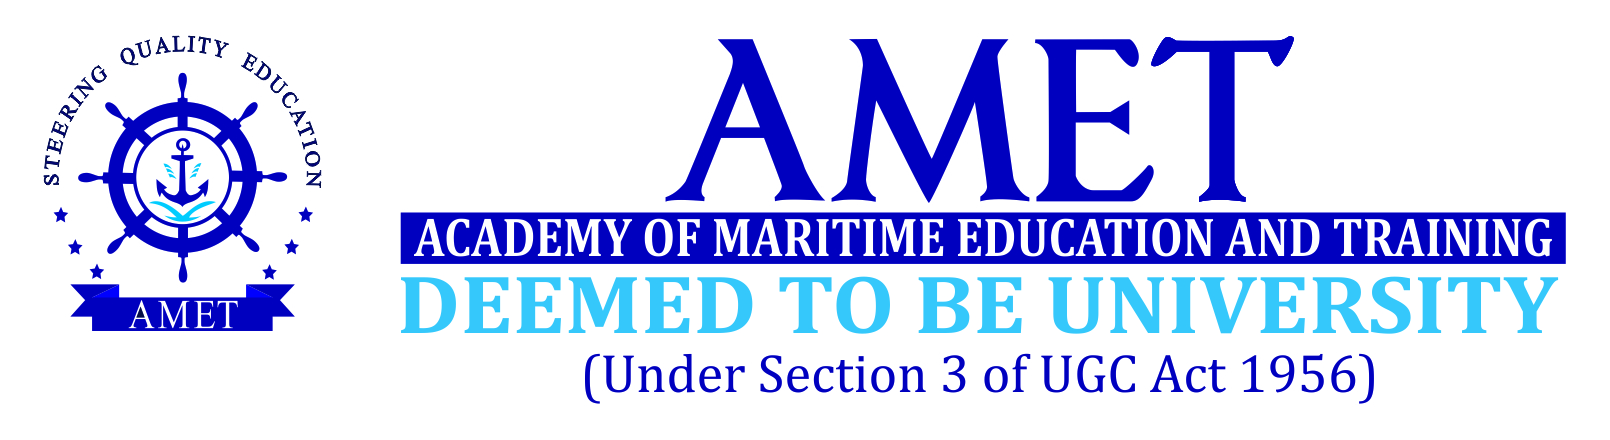 STEERING QUALITY EDUCATION
AMET
AMET
ACADEMY OF MARITIME EDUCATION AND TRAINING
DEEMED TO BE UNIVERSITY
(Under Section 3 of UGC Act 1956)